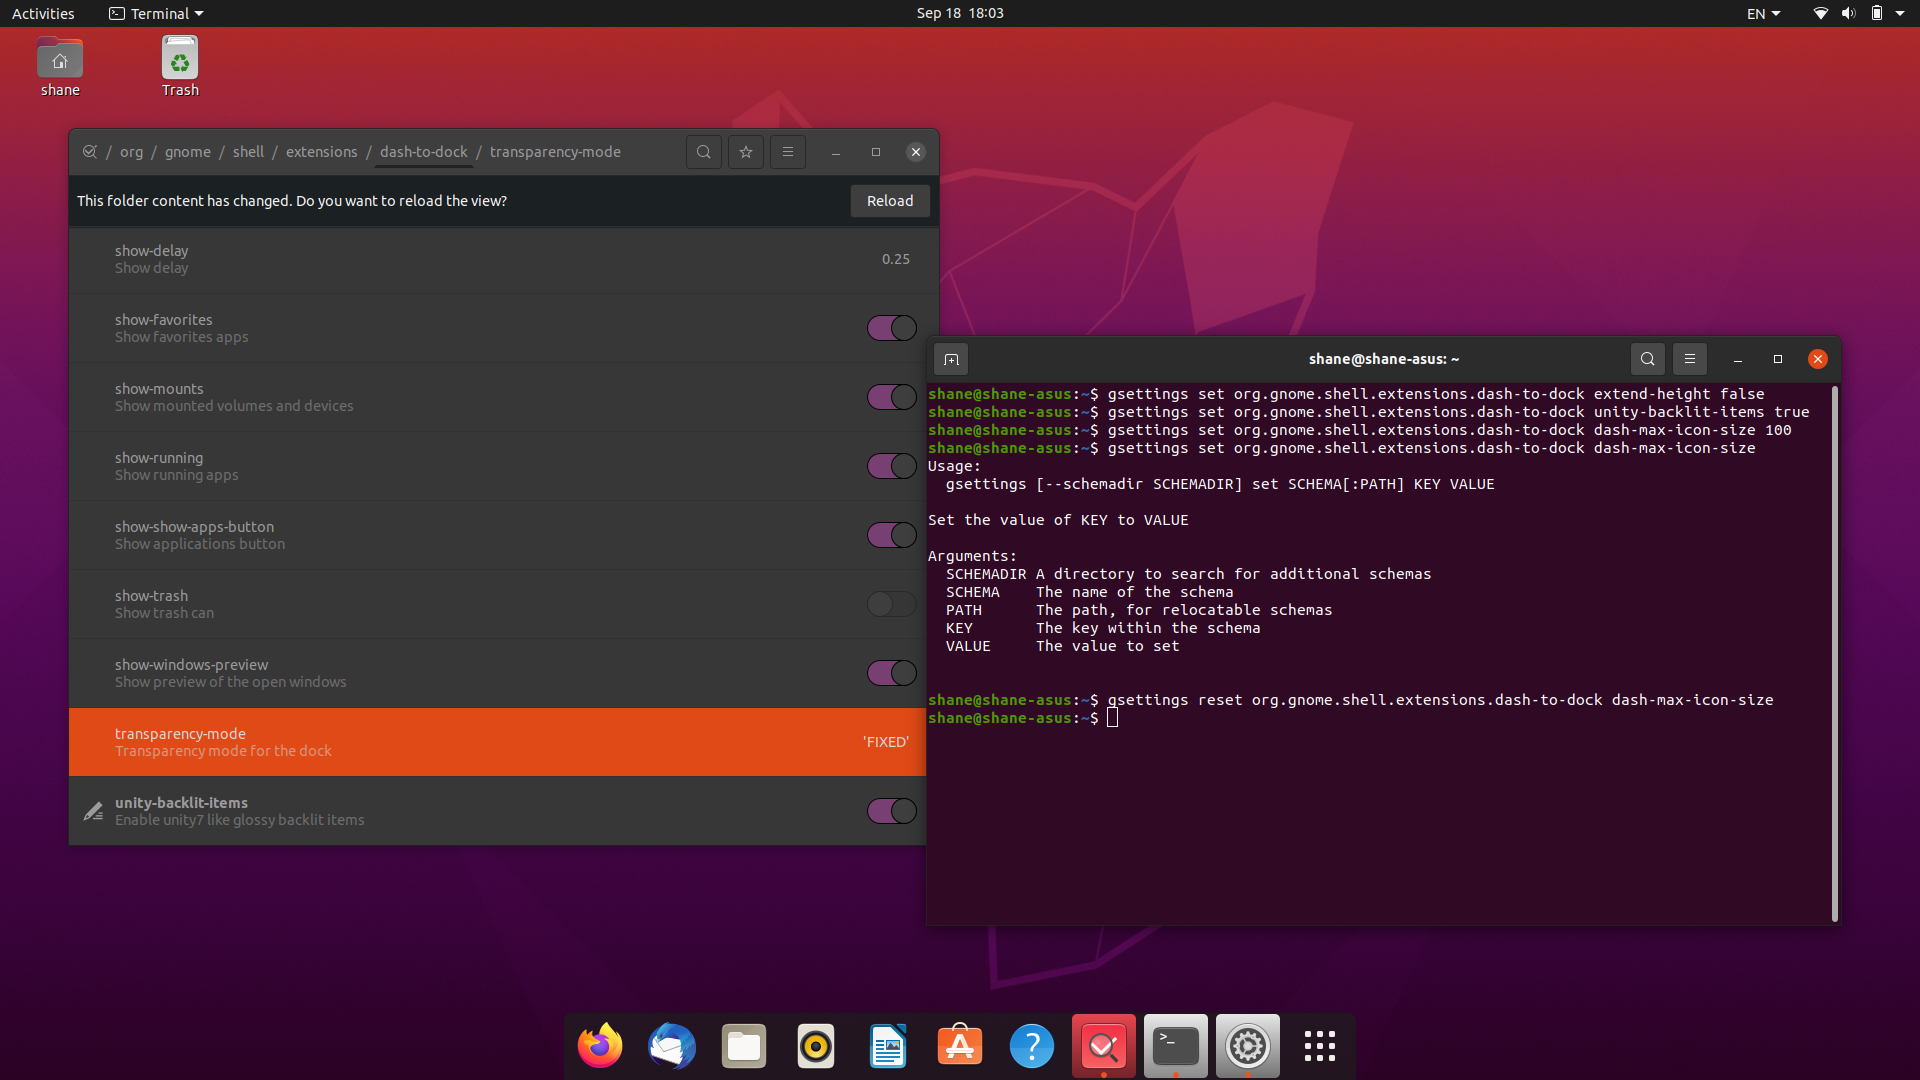 Activities
Terminal
Sep 18 18:03
EN
shane
Trash
/ org / gnome / shell / extensions / dash-to-dock / transparency-mode
This folder content has changed. Do you want to reload the view?
Reload
show-delay
Show delay
0.25
show-favorites
Show favorites apps
show-mounts
Show mounted volumes and devices
show-running
Show running apps
show-show-apps-button
Show applications button
show-trash
Show trash can
show-windows-preview
Show preview of the open windows
transparency-mode
Transparency mode for the dock
'FIXED'
unity-backlit-items
Enable unity7 like glossy backlit items
shane@shane-asus: ~
shane@shane-asus:~$ gsettings set org.gnome.shell.extensions.dash-to-dock extend-height false
shane@shane-asus:~$ gsettings set org.gnome.shell.extensions.dash-to-dock unity-backlit-items true
shane@shane-asus:~$ gsettings set org.gnome.shell.extensions.dash-to-dock dash-max-icon-size 100
shane@shane-asus:~$ gsettings set org.gnome.shell.extensions.dash-to-dock dash-max-icon-size
Usage:
gsettings [--schemadir SCHEMADIR] set SCHEMA[:PATH] KEY VALUE
Set the value of KEY to VALUE
Arguments:
SCHEMADIR A directory to search for additional schemas
SCHEMA The name of the schema
PATH The path, for relocatable schemas
KEY The key within the schema
VALUE The value to set
shane@shane-asus:~$ gsettings reset org.gnome.shell.extensions.dash-to-dock dash-max-icon-size
shane@shane-asus:~$